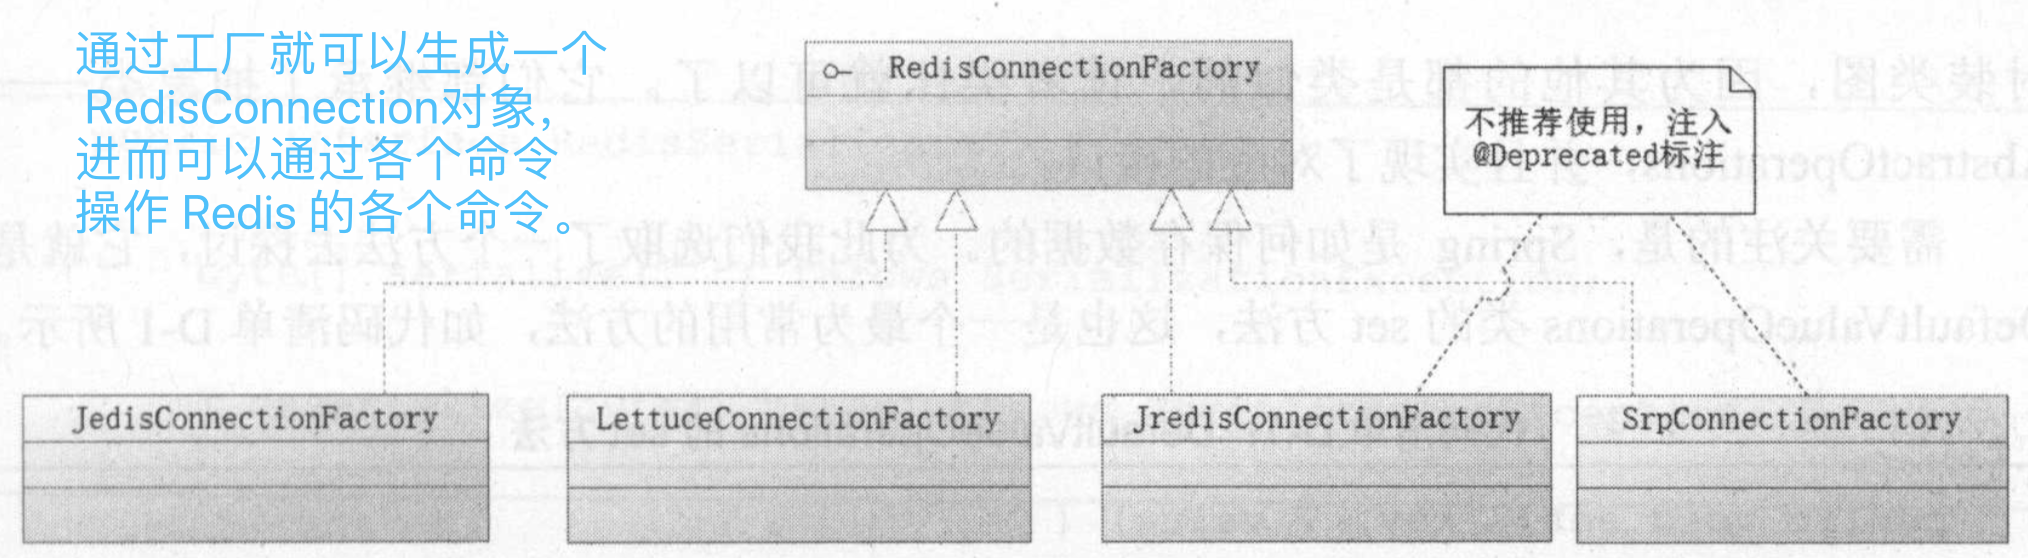 通过工厂就可以生成一个
RedisConnection对象，
进而可以通过各个命令
操作 Redis 的各个命令。
RedisConnectionFactory
不推荐使用，注入
@Deprecated标注
JedisConnectionFactory
LettuceConnectionFactory
JredisConnectionFactory
SrpConnectionFactory